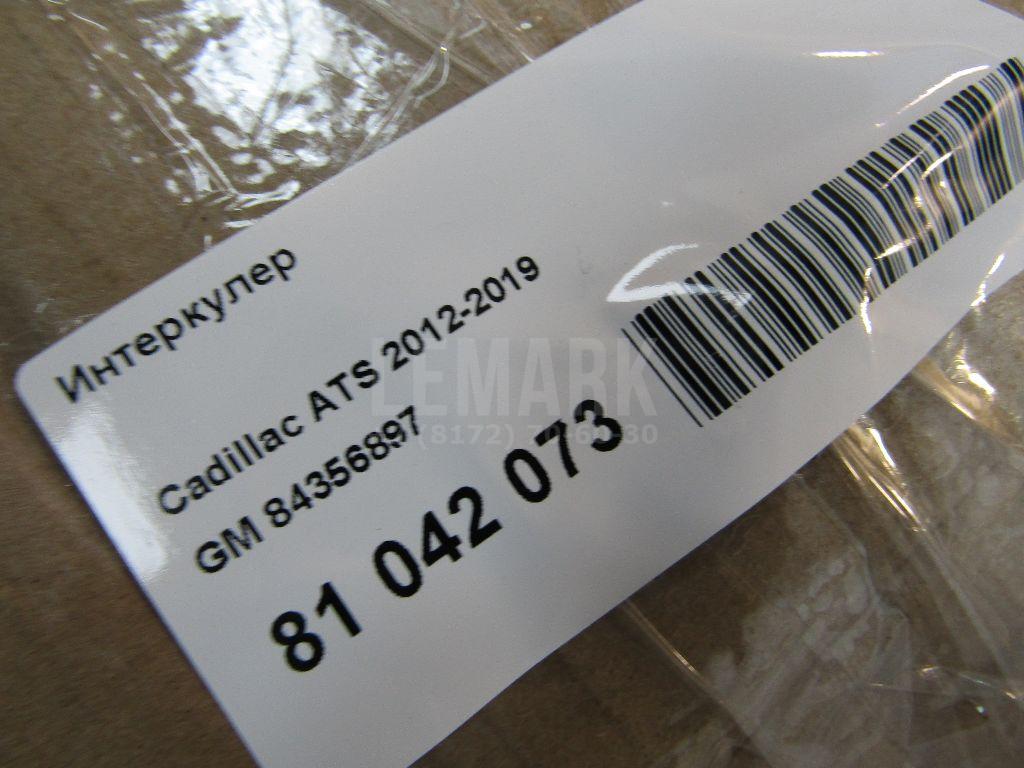 Интеркулер
Cadillac ATS 2012-2019
GM 84356897
81 042 073
LEMARK